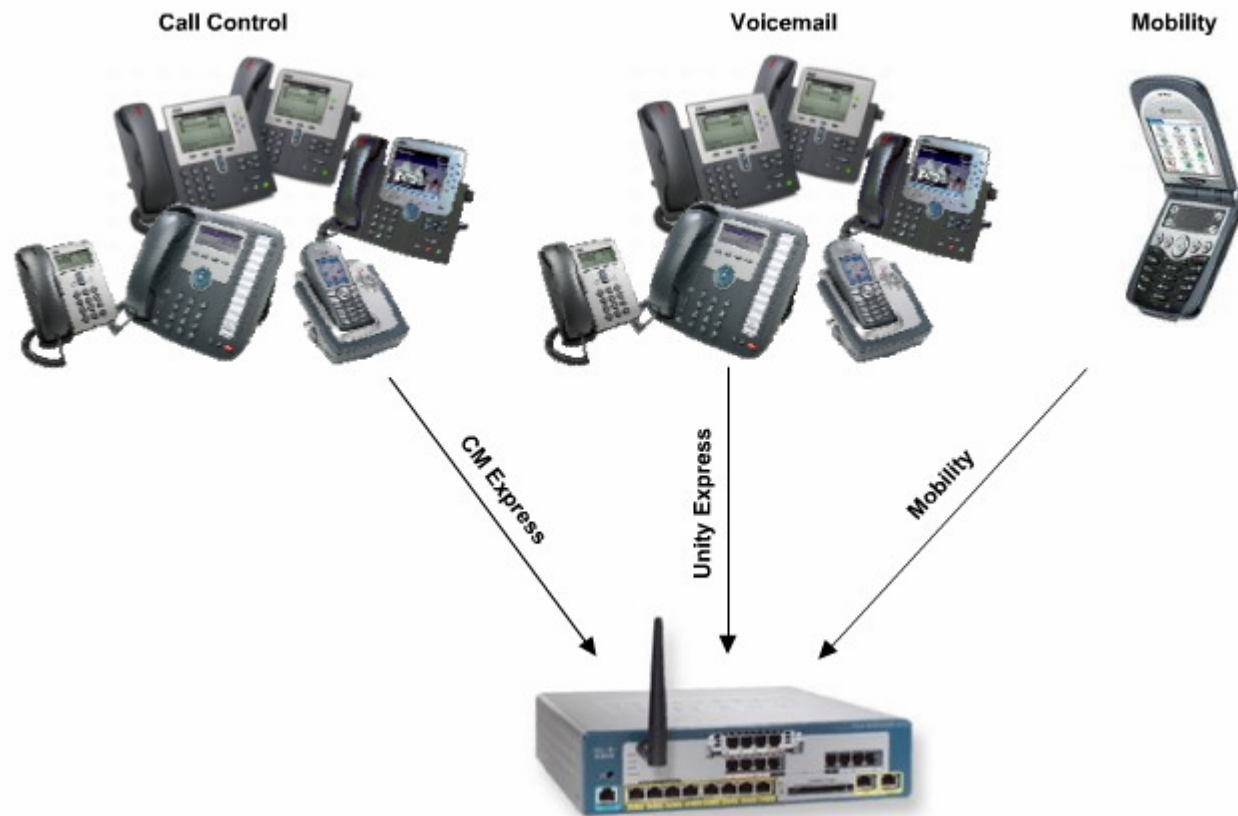 Call Control
Voicemail
Mobility
CM Express
Unity Express
Mobility